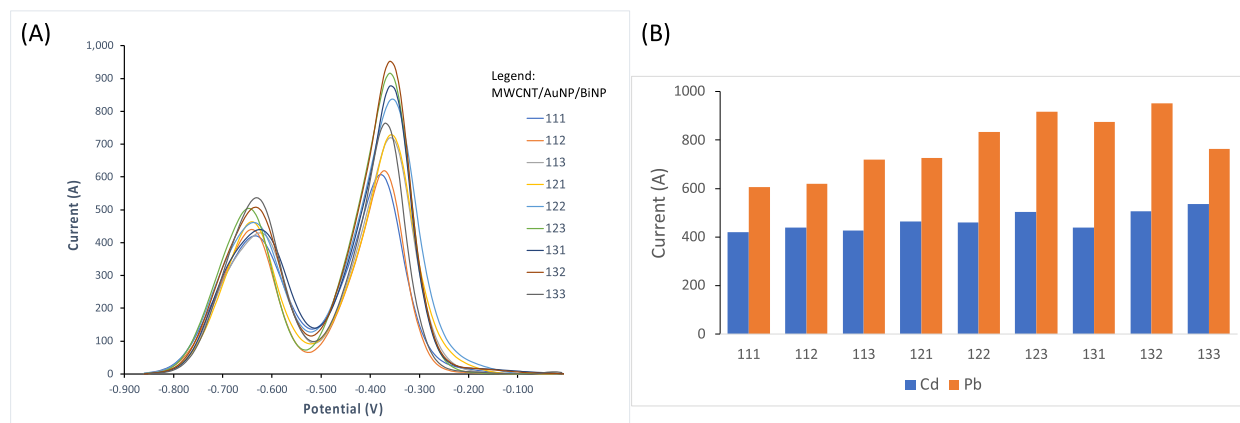 (A)
1,000
900
800
700
600
500
400
300
200
100
0
Current (A)
-0.900 -0.800 -0.700 -0.600 -0.500 -0.400 -0.300 -0.200 -0.100
Potential (V)
Legend:
MWCNT/AuNP/BiNP
111
112
113
121
122
123
131
132
133
(B)
1000
800
600
400
200
0
Current (A)
111 112 113 121 122 123 131 132 133
Cd Pb